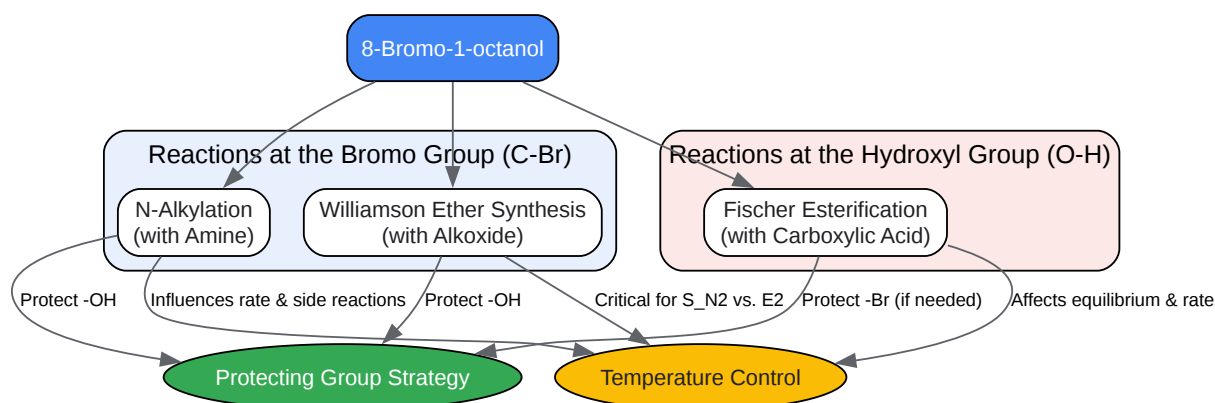 8-Bromo-1-octanol
Reactions at the Bromo Group (C-Br)
Reactions at the Hydroxyl Group (O-H)
N-Alkylation
(with Amine)
Williamson Ether Synthesis
(with Alkoxide)
Fischer Esterification
(with Carboxylic Acid)
Protect -OH
Influences rate & side reactions
Protect -OH
Critical for S_N2 vs. E2
Protect -Br (if needed)
Affects equilibrium & rate
Protecting Group Strategy
Temperature Control